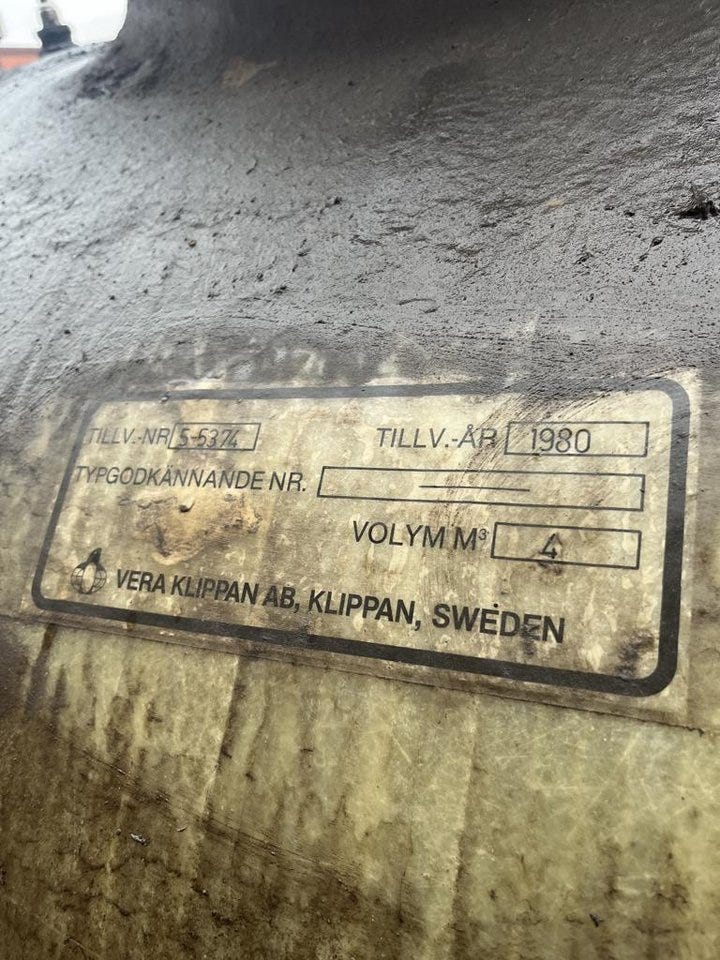 TILLV.-NR S-5374 TILLV.-ÅR 1980
TYPGODKÄNNANDE NR. —
VOLYM M³ 4
VERA KLIPPAN AB, KLIPPAN, SWEDEN